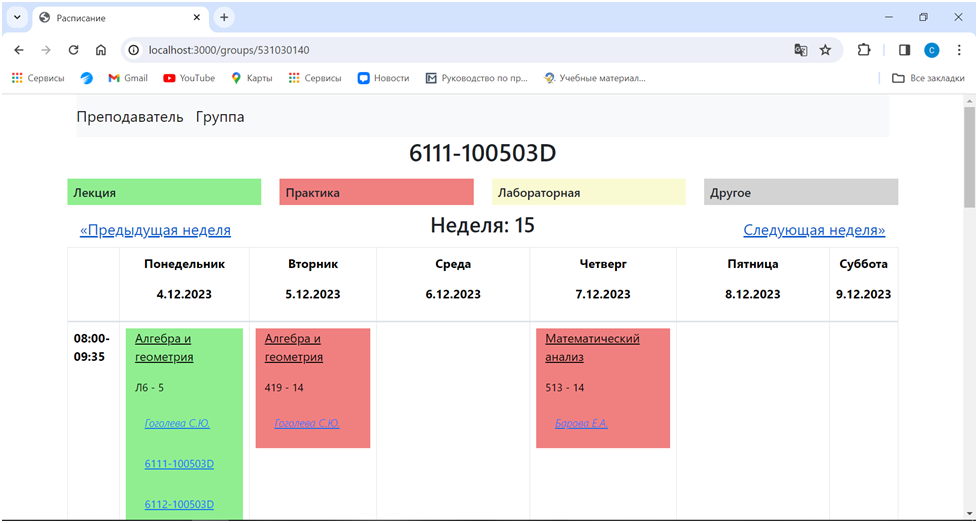 Расписание
localhost:3000/groups/531030140
C
Сервисы
Gmail
YouTube
Карты
Сервисы
Новости
Руководство по пр...
Учебные материал...
Все закладки
Преподаватель Группа
6111-100503D
Лекция
Практика
Лабораторная
Другое
«Предыдущая неделя
Неделя: 15
Следующая неделя»
Понедельник
4.12.2023
Вторник
5.12.2023
Среда
6.12.2023
Четверг
7.12.2023
Пятница
8.12.2023
Суббота
9.12.2023
08:00-
09:35
Алгебра и
геометрия
Л6 - 5
Гоголева С.Ю.
6111-100503D
6112-100503D
Алгебра и
геометрия
419 - 14
Гоголева С.Ю.
Математический
анализ
513 - 14
Барова Е.А.